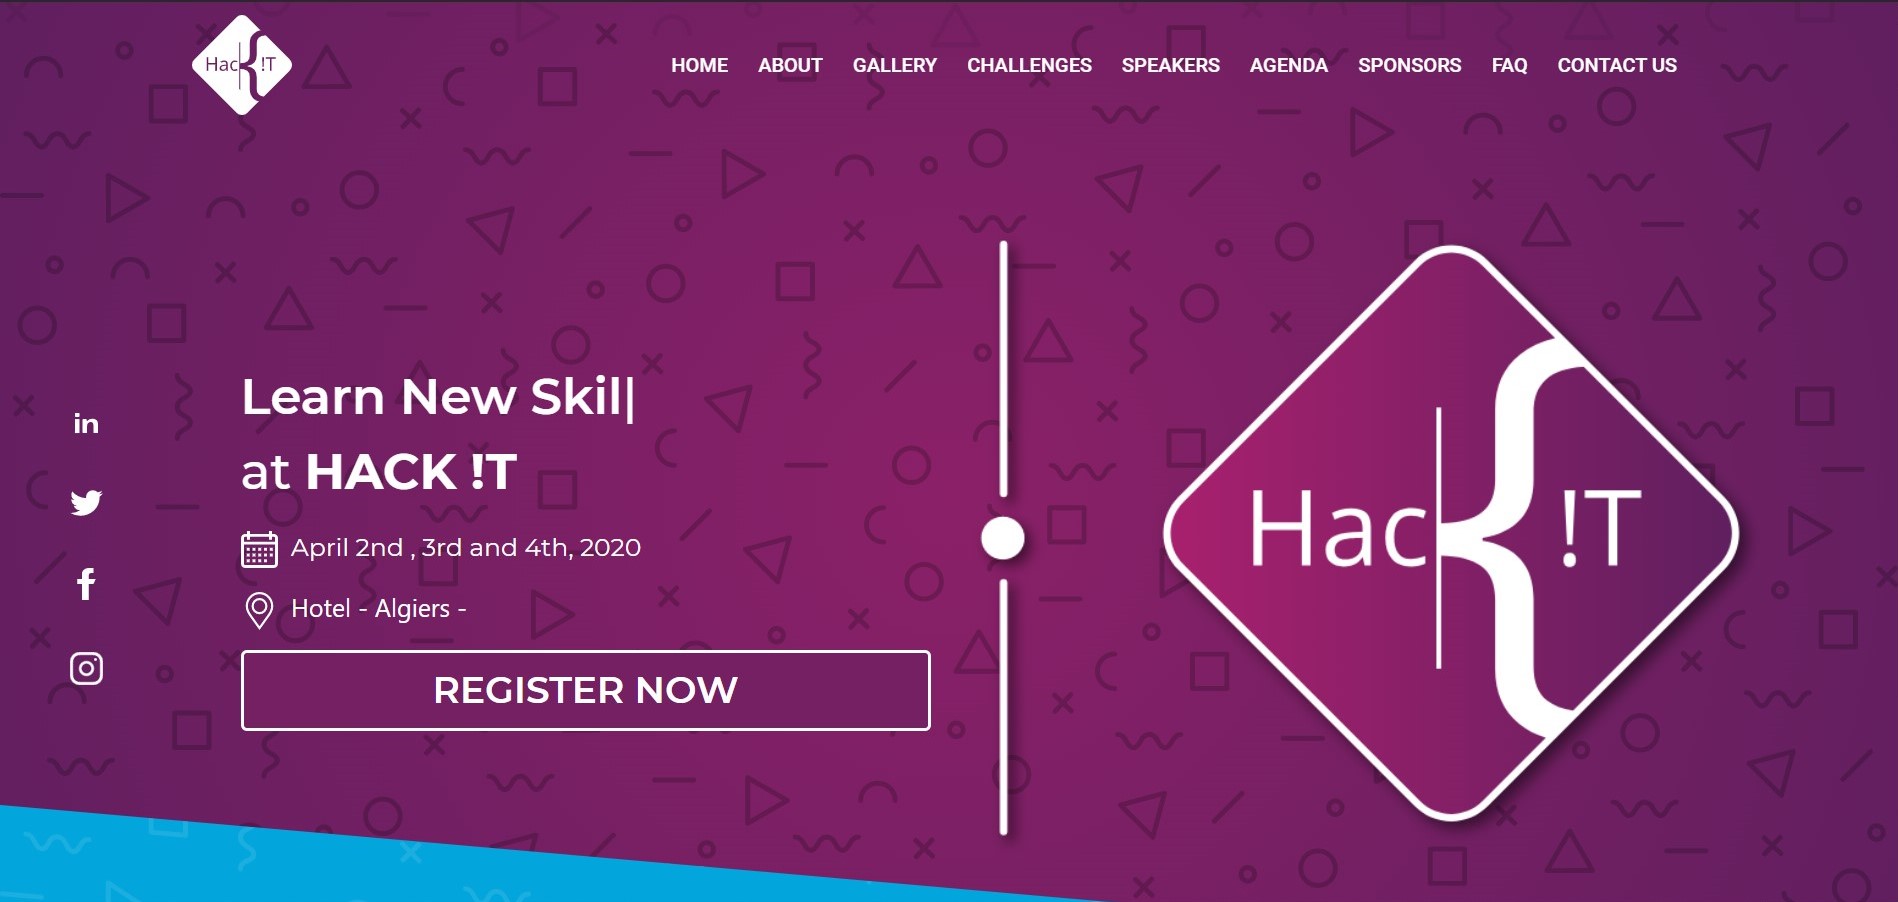 Hac{!T
HOME ABOUT GALLERY CHALLENGES SPEAKERS AGENDA SPONSORS FAQ CONTACT US
Learn New Skil|
at HACK !T
April 2nd , 3rd and 4th, 2020
Hotel - Algiers -
REGISTER NOW
in
f
Hac{!T